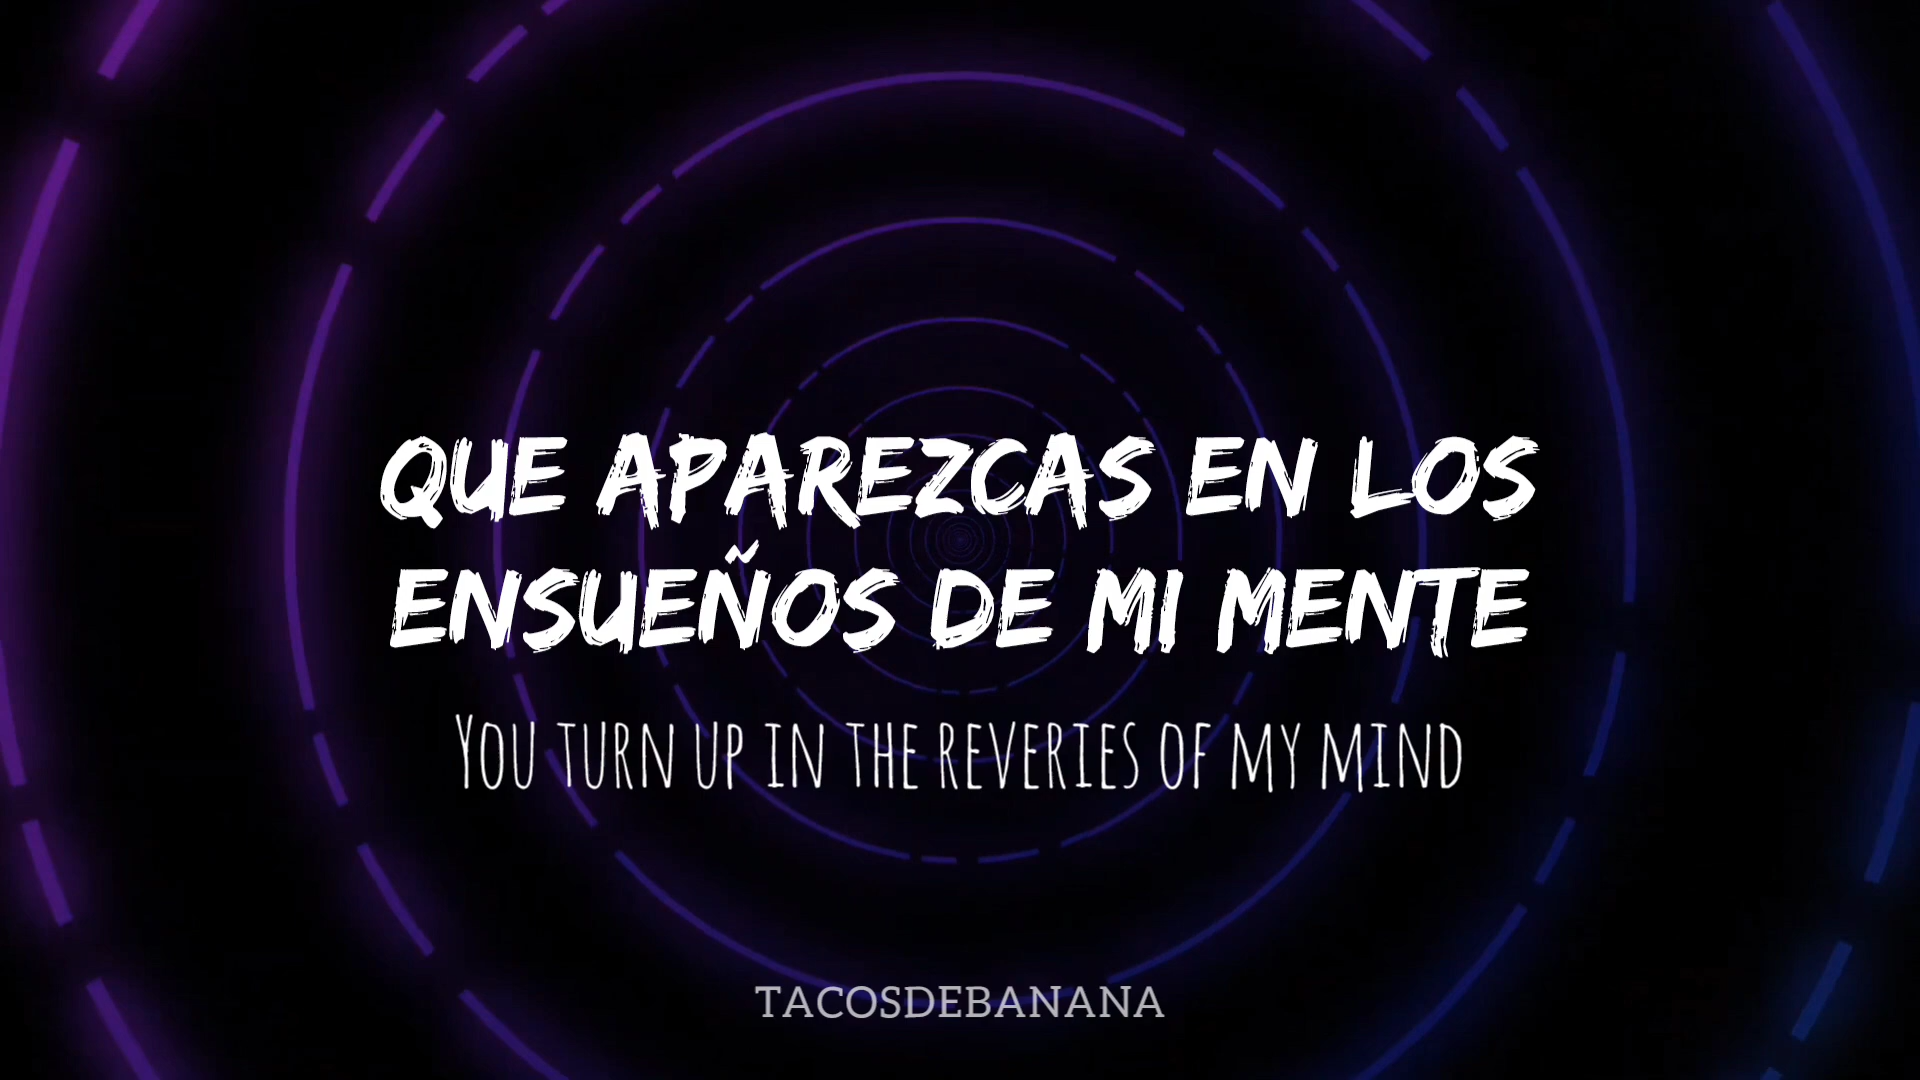 QUE APAREZCAS EN LOS
ENSUEÑOS DE MI MENTE
YOU TURN UP IN THE REVERIES OF MY MIND
TACOSDEBANANA